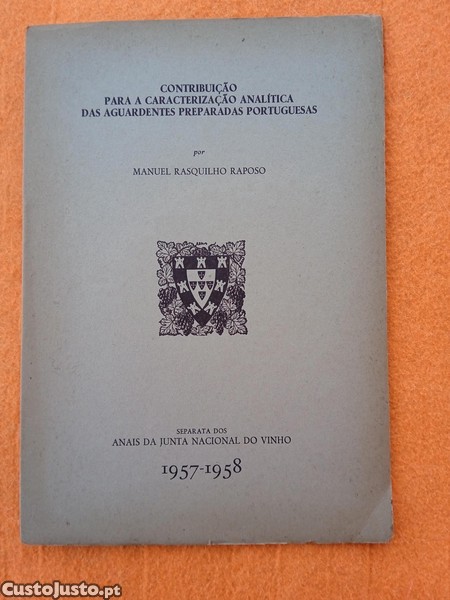 CONTRIBUIÇÃO
PARA A CARACTERIZAÇÃO ANALÍTICA
DAS AGUARDENTES PREPARADAS PORTUGUESAS
por
MANUEL RASQUILHO RAPOSO
SEPARATA DOS
ANAIS DA JUNTA NACIONAL DO VINHO
1957-1958
CustoJusto.pt